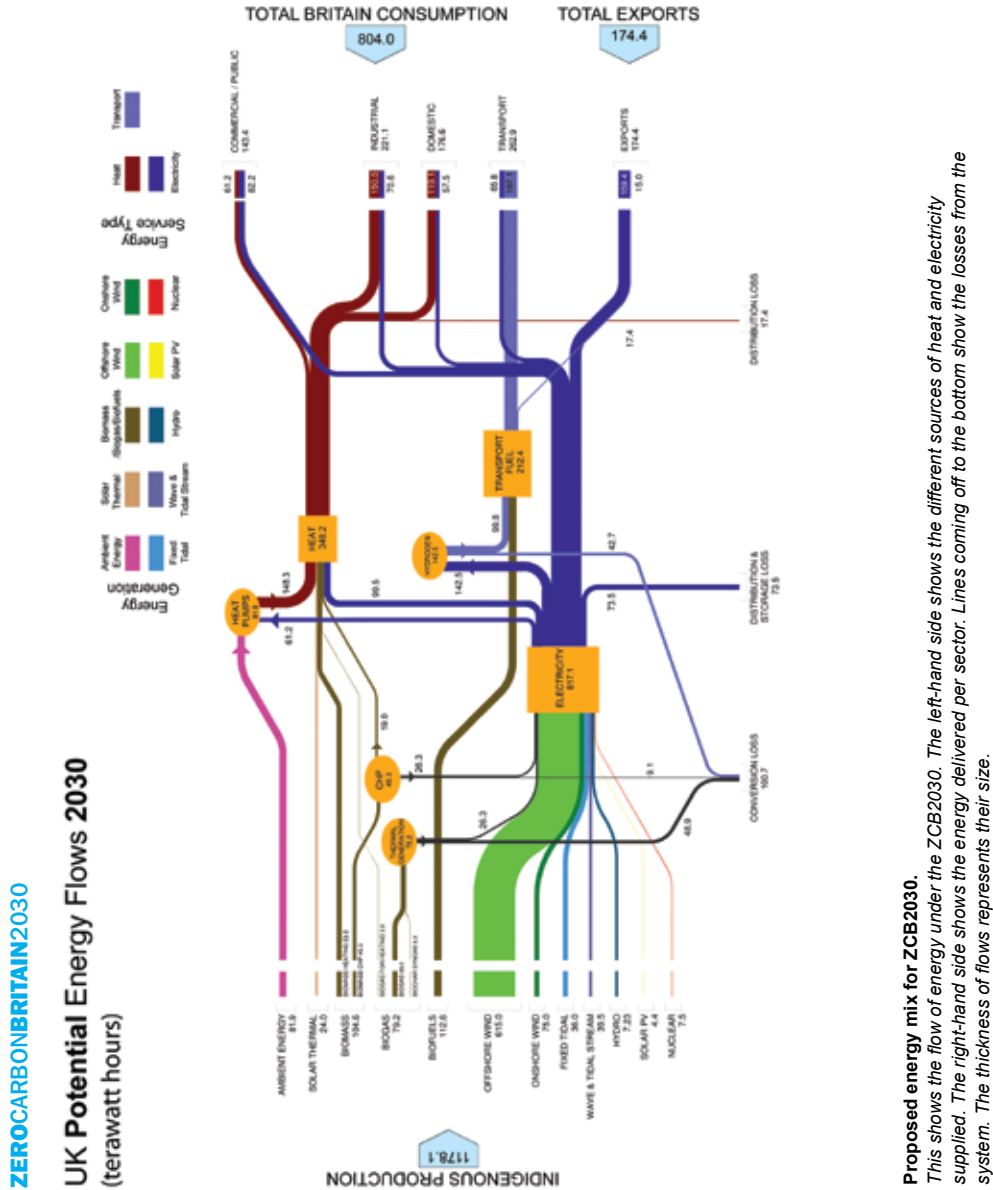 ZEROCARBONBRITAIN2030
UK Potential Energy Flows 2030
(terawatt hours)
Energy
Generation
Ambient
Energy
Solar
Thermal
Biomass
/Biogas/Biofuels
Offshore
Wind
Onshore
Wind
Fixed
Tidal
Wave &
Tidal Stream
Hydro
Solar PV
Nuclear
Energy
Service Type
Heat
Transport
Electricity
INDIGENOUS PRODUCTION
1178.1
AMBIENT ENERGY
81.9
SOLAR THERMAL
24.0
BIOMASS
104.6
BIOGAS
79.2
BIOFUELS
112.6
OFFSHORE WIND
615.0
ONSHORE WIND
75.0
FIXED TIDAL
36.0
WAVE & TIDAL STREAM
39.5
HYDRO
7.23
SOLAR PV
4.4
NUCLEAR
7.5
THERMAL
GENERATION
CHP
HEAT
PUMPS
HEAT
348.2
HYDROGEN
142.5
TRANSPORT
FUEL
212.4
ELECTRICITY
817.1
61.2
148.3
99.5
19.0
26.3
26.3
142.5
99.8
9.1
48.9
42.7
73.5
17.4
CONVERSION LOSS
100.7
DISTRIBUTION &
STORAGE LOSS
73.5
DISTRIBUTION LOSS
17.4
TOTAL BRITAIN CONSUMPTION
804.0
TOTAL EXPORTS
174.4
COMMERCIAL / PUBLIC
143.4
61.2
82.2
INDUSTRIAL
221.1
150.5
70.6
DOMESTIC
176.6
119.1
57.5
TRANSPORT
262.9
65.8
EXPORTS
174.4
159.4
15.0
Proposed energy mix for ZCB2030.
This shows the flow of energy under the ZCB2030. The left-hand side shows the different sources of heat and electricity
supplied. The right-hand side shows the energy delivered per sector. Lines coming off to the bottom show the losses from the
system. The thickness of flows represents their size.